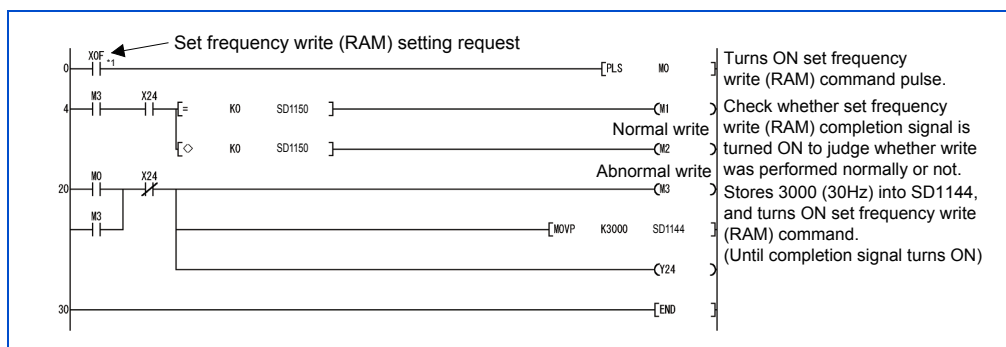 Set frequency write (RAM) setting request
X0F *1
0 PLS M0
Turns ON set frequency
write (RAM) command pulse.
M3 X24
4 = K0 SD1150 M1
Normal write
<> K0 SD1150 M2
Abnormal write
Check whether set frequency
write (RAM) completion signal is
turned ON to judge whether write
was performed normally or not.
M0 X24
20 M3
M3
MOVP K3000 SD1144
Y24
Stores 3000 (30Hz) into SD1144,
and turns ON set frequency write
(RAM) command.
(Until completion signal turns ON)
30 END